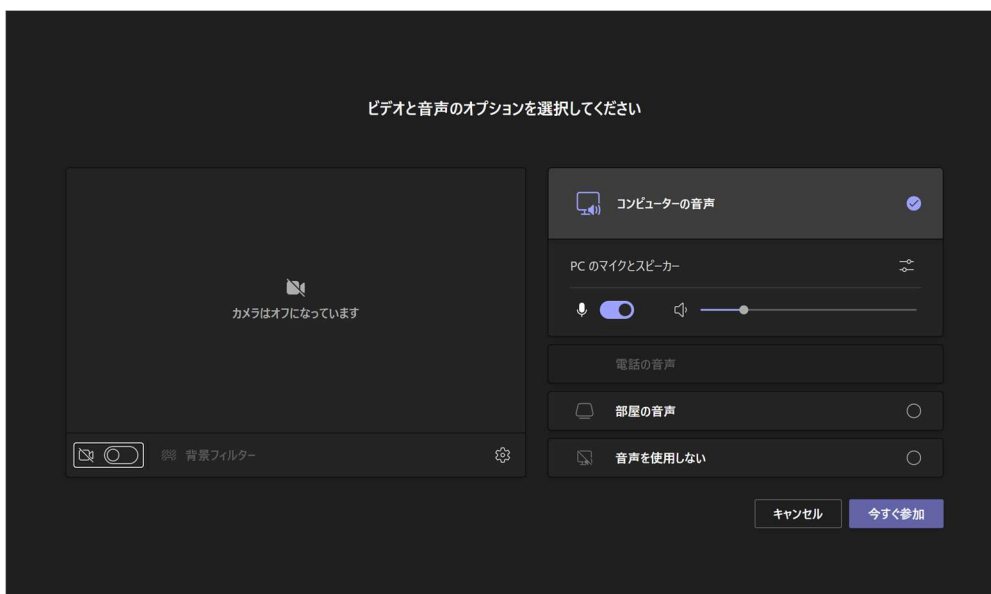 ビデオと音声のオプションを選択してください
カメラはオフになっています
背景フィルター
コンピューターの音声
PC のマイクとスピーカー
電話の音声
部屋の音声
音声を使用しない
キャンセル
今すぐ参加